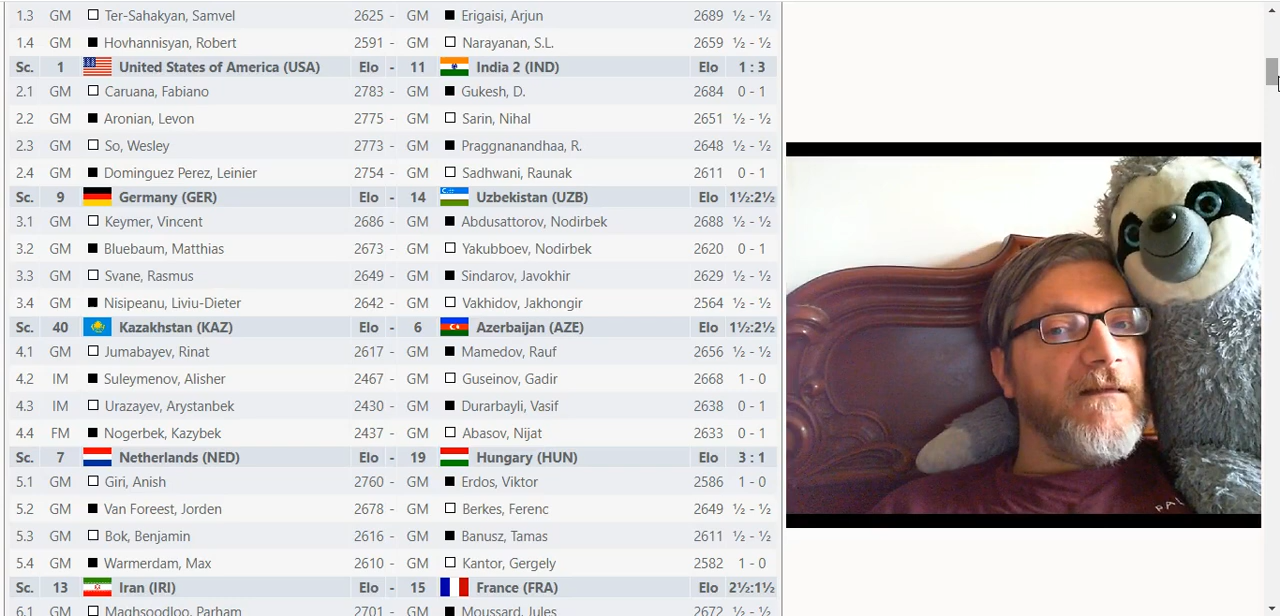 1.3 GM Ter-Sahakyan, Samvel 2625 - GM Erigaisi, Arjun 2689 ½ - ½
1.4 GM Hovhannisyan, Robert 2591 - GM Narayanan, S.L. 2659 ½ - ½
Sc. 1 United States of America (USA) Elo - 11 India 2 (IND) Elo 1 : 3
2.1 GM Caruana, Fabiano 2783 - GM Gukesh, D. 2684 0 - 1
2.2 GM Aronian, Levon 2775 - GM Sarin, Nihal 2651 ½ - ½
2.3 GM So, Wesley 2773 - GM Praggnanandhaa, R. 2648 ½ - ½
2.4 GM Dominguez Perez, Leinier 2754 - GM Sadhwani, Raunak 2611 0 - 1
Sc. 9 Germany (GER) Elo - 14 Uzbekistan (UZB) Elo 1½:2½
3.1 GM Keymer, Vincent 2686 - GM Abdusattorov, Nodirbek 2688 ½ - ½
3.2 GM Bluebaum, Matthias 2673 - GM Yakubboev, Nodirbek 2620 0 - 1
3.3 GM Svane, Rasmus 2649 - GM Sindarov, Javokhir 2629 ½ - ½
3.4 GM Nisipeanu, Liviu-Dieter 2642 - GM Vakhidov, Jakhongir 2564 ½ - ½
Sc. 40 Kazakhstan (KAZ) Elo - 6 Azerbaijan (AZE) Elo 1½:2½
4.1 GM Jumabayev, Rinat 2617 - GM Mamedov, Rauf 2656 ½ - ½
4.2 IM Suleymenov, Alisher 2467 - GM Guseinov, Gadir 2668 1 - 0
4.3 IM Urazayev, Arystanbek 2430 - GM Durarbayli, Vasif 2638 0 - 1
4.4 FM Nogerbek, Kazybek 2437 - GM Abasov, Nijat 2633 0 - 1
Sc. 7 Netherlands (NED) Elo - 19 Hungary (HUN) Elo 3 : 1
5.1 GM Giri, Anish 2760 - GM Erdos, Viktor 2586 1 - 0
5.2 GM Van Foreest, Jorden 2678 - GM Berkes, Ferenc 2649 ½ - ½
5.3 GM Bok, Benjamin 2616 - GM Banusz, Tamas 2611 ½ - ½
5.4 GM Warmerdam, Max 2610 - GM Kantor, Gergely 2582 1 - 0
Sc. 13 Iran (IRI) Elo - 15 France (FRA) Elo 2½:1½
6.1 GM Maghsoodloo, Parham 2701 - GM Moussard, Jules 2672 ½ - ½